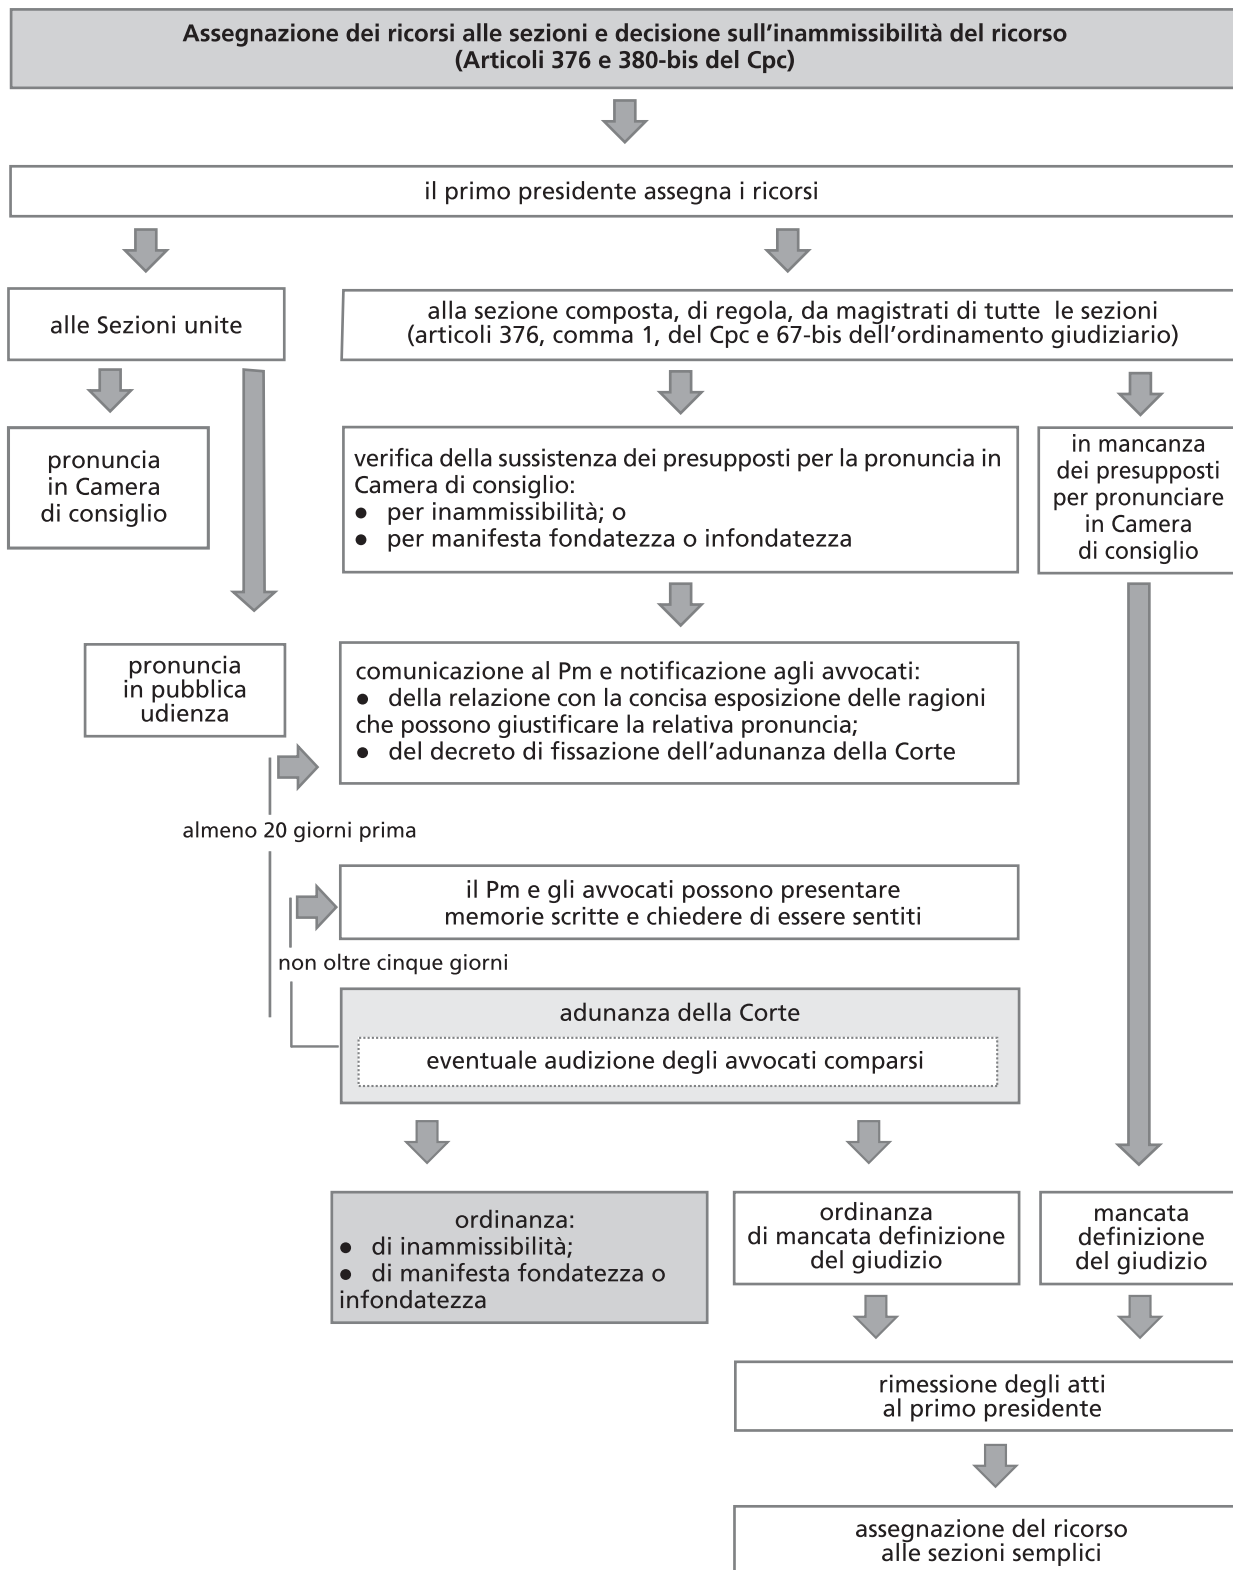 Assegnazione dei ricorsi alle sezioni e decisione sull'inammissibilità del ricorso
(Articoli 376 e 380-bis del Cpc)
il primo presidente assegna i ricorsi
alle Sezioni unite
alla sezione composta, di regola, da magistrati di tutte le sezioni
(articoli 376, comma 1, del Cpc e 67-bis dell'ordinamento giudiziario)
pronuncia
in Camera
di consiglio
verifica della sussistenza dei presupposti per la pronuncia in
Camera di consiglio:
● per inammissibilità; o
● per manifesta fondatezza o infondatezza
in mancanza
dei presupposti
per pronunciare
in Camera
di consiglio
pronuncia
in pubblica
udienza
comunicazione al Pm e notificazione agli avvocati:
● della relazione con la concisa esposizione delle ragioni
che possono giustificare la relativa pronuncia;
● del decreto di fissazione dell'adunanza della Corte
almeno 20 giorni prima
il Pm e gli avvocati possono presentare
memorie scritte e chiedere di essere sentiti
non oltre cinque giorni
adunanza della Corte
eventuale audizione degli avvocati comparsi
ordinanza:
● di inammissibilità;
● di manifesta fondatezza o
infondatezza
ordinanza
di mancata definizione
del giudizio
mancata
definizione
del giudizio
rimessione degli atti
al primo presidente
assegnazione del ricorso
alle sezioni semplici